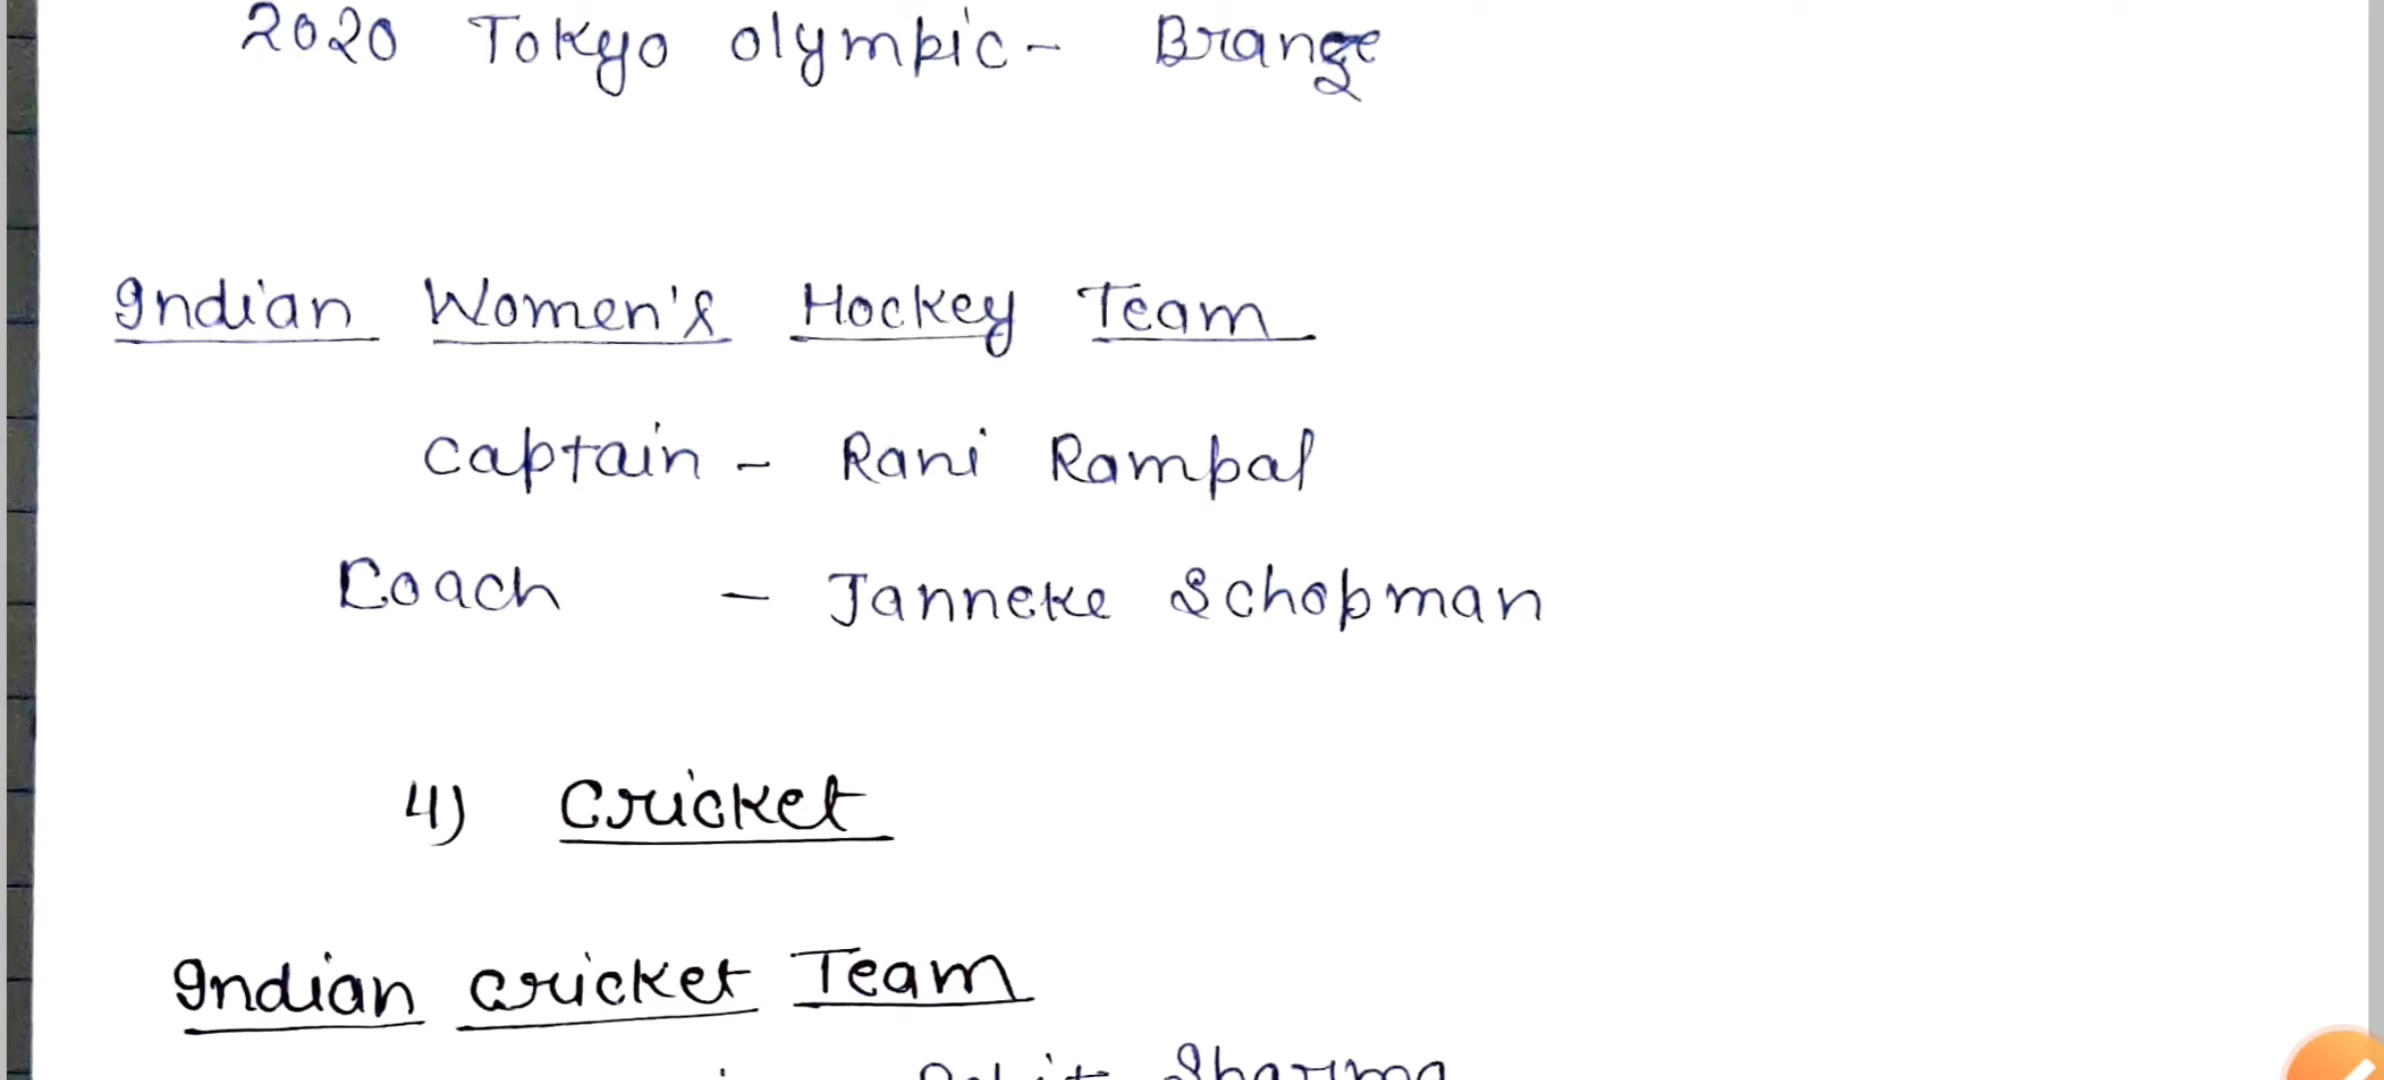 2020 Tokyo olympic - Brange
Indian Women's Hockey Team
Captain - Rani Rampal
Coach - Janneke Schopman
4) Cricket
Indian cricket Team
Sharma